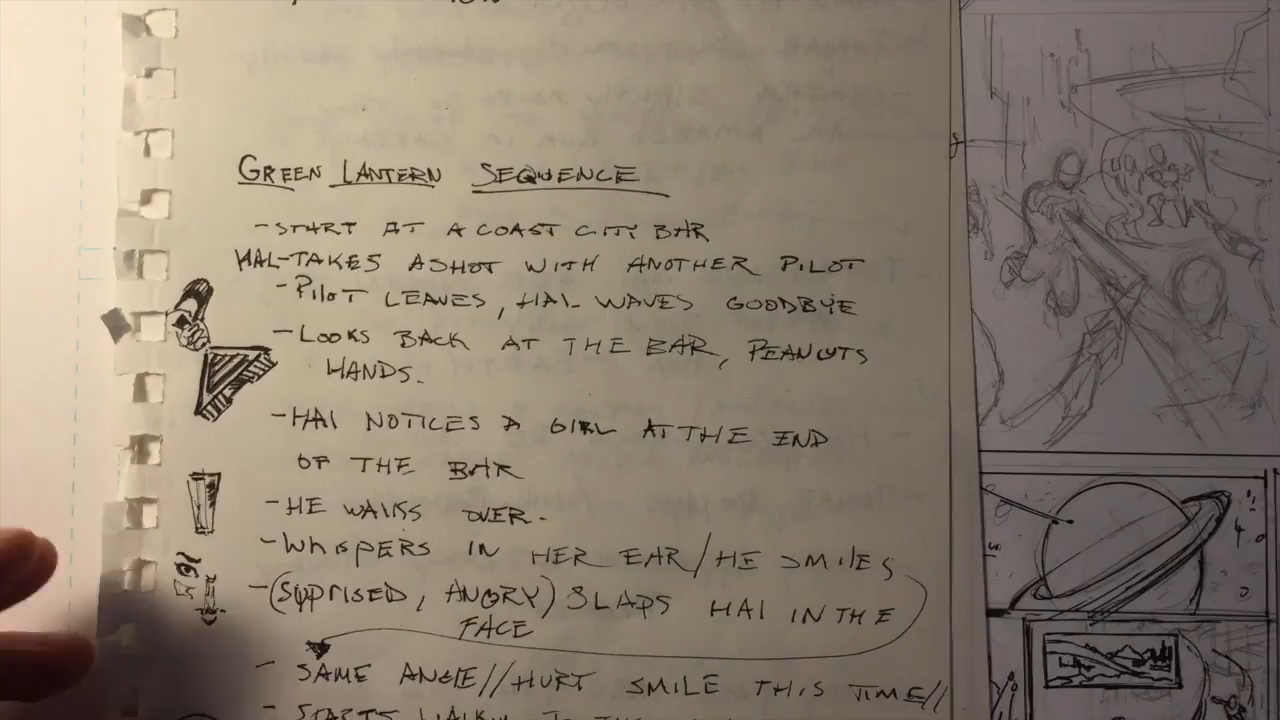 GREEN LANTERN SEQUENCE
- START AT A COAST CITY BAR
HAL - TAKES A SHOT WITH ANOTHER PILOT
- PILOT LEAVES, HAL WAVES GOODBYE
- LOOKS BACK AT THE BAR, PEANUTS
HANDS.
- HAL NOTICES A GIRL AT THE END
OF THE BAR
- HE WALKS OVER.
- WHISPERS IN HER EAR/HE SMILES
- (SUPRISED, ANGRY) SLAPS HAL IN THE
FACE
- SAME ANGLE//HURT SMILE THIS TIME//
- STARTS